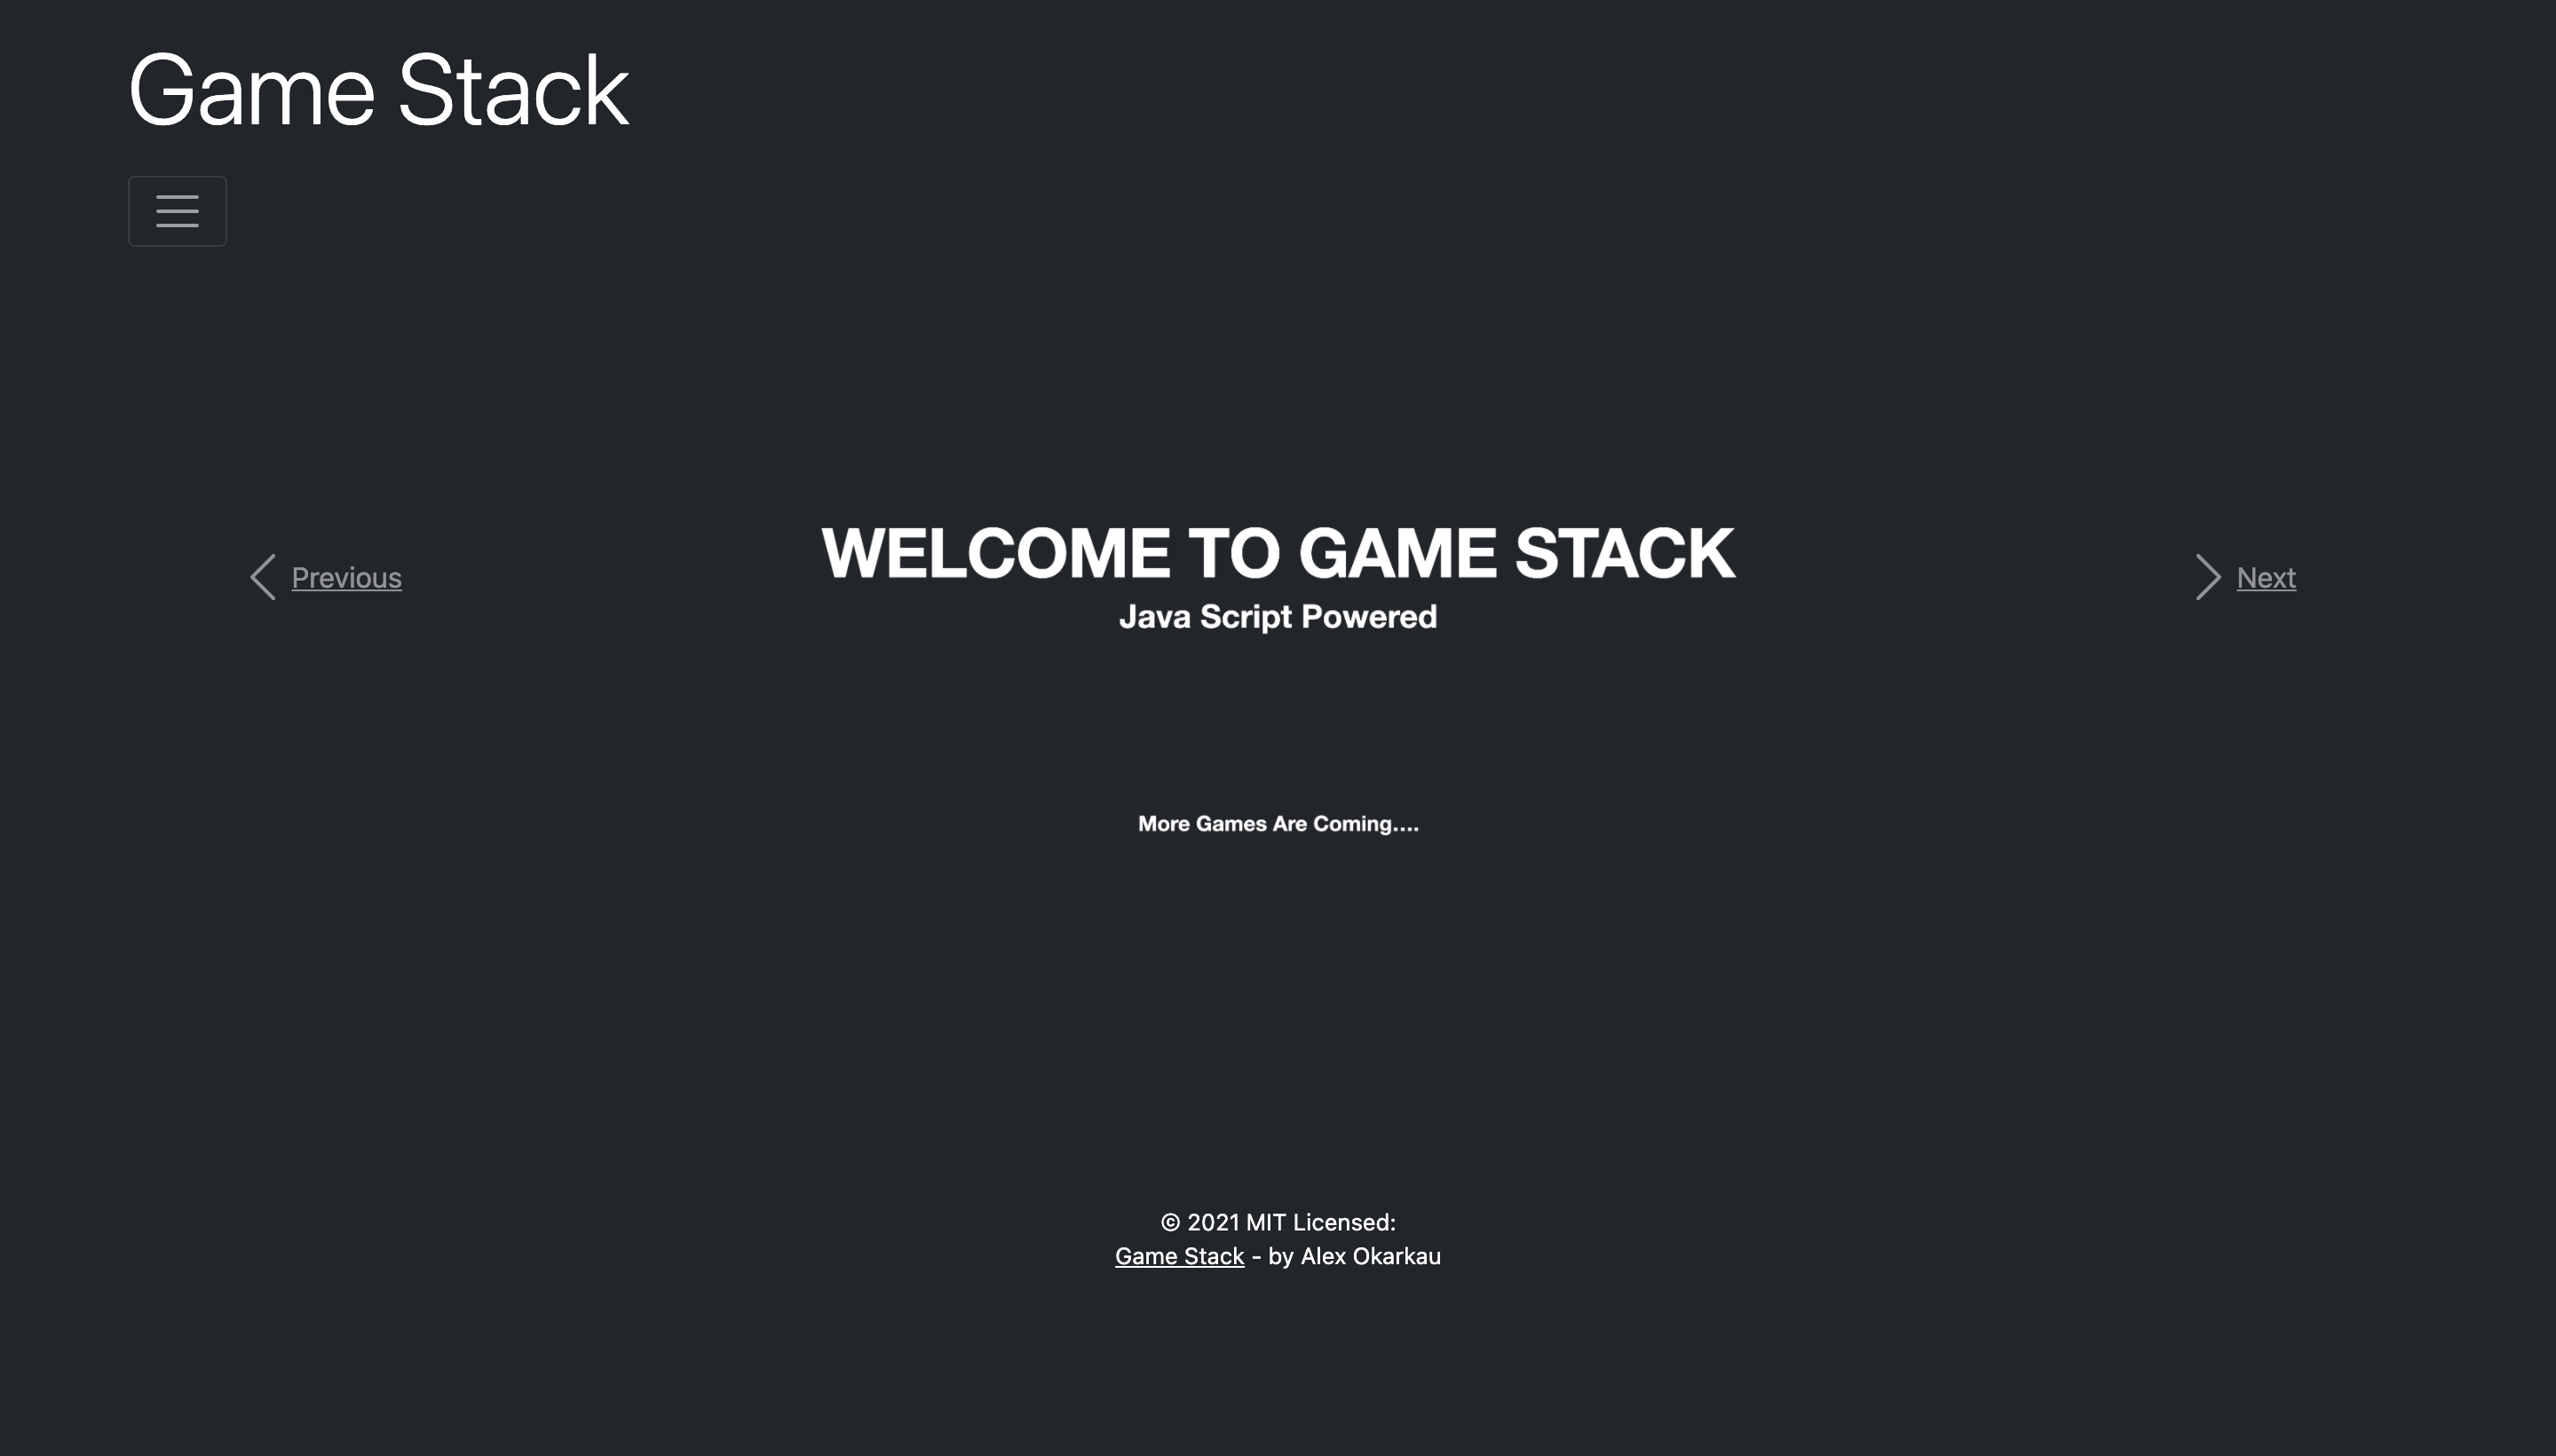 Game Stack
Previous
WELCOME TO GAME STACK
Java Script Powered
Next
More Games Are Coming....
© 2021 MIT Licensed:
Game Stack - by Alex Okarkau